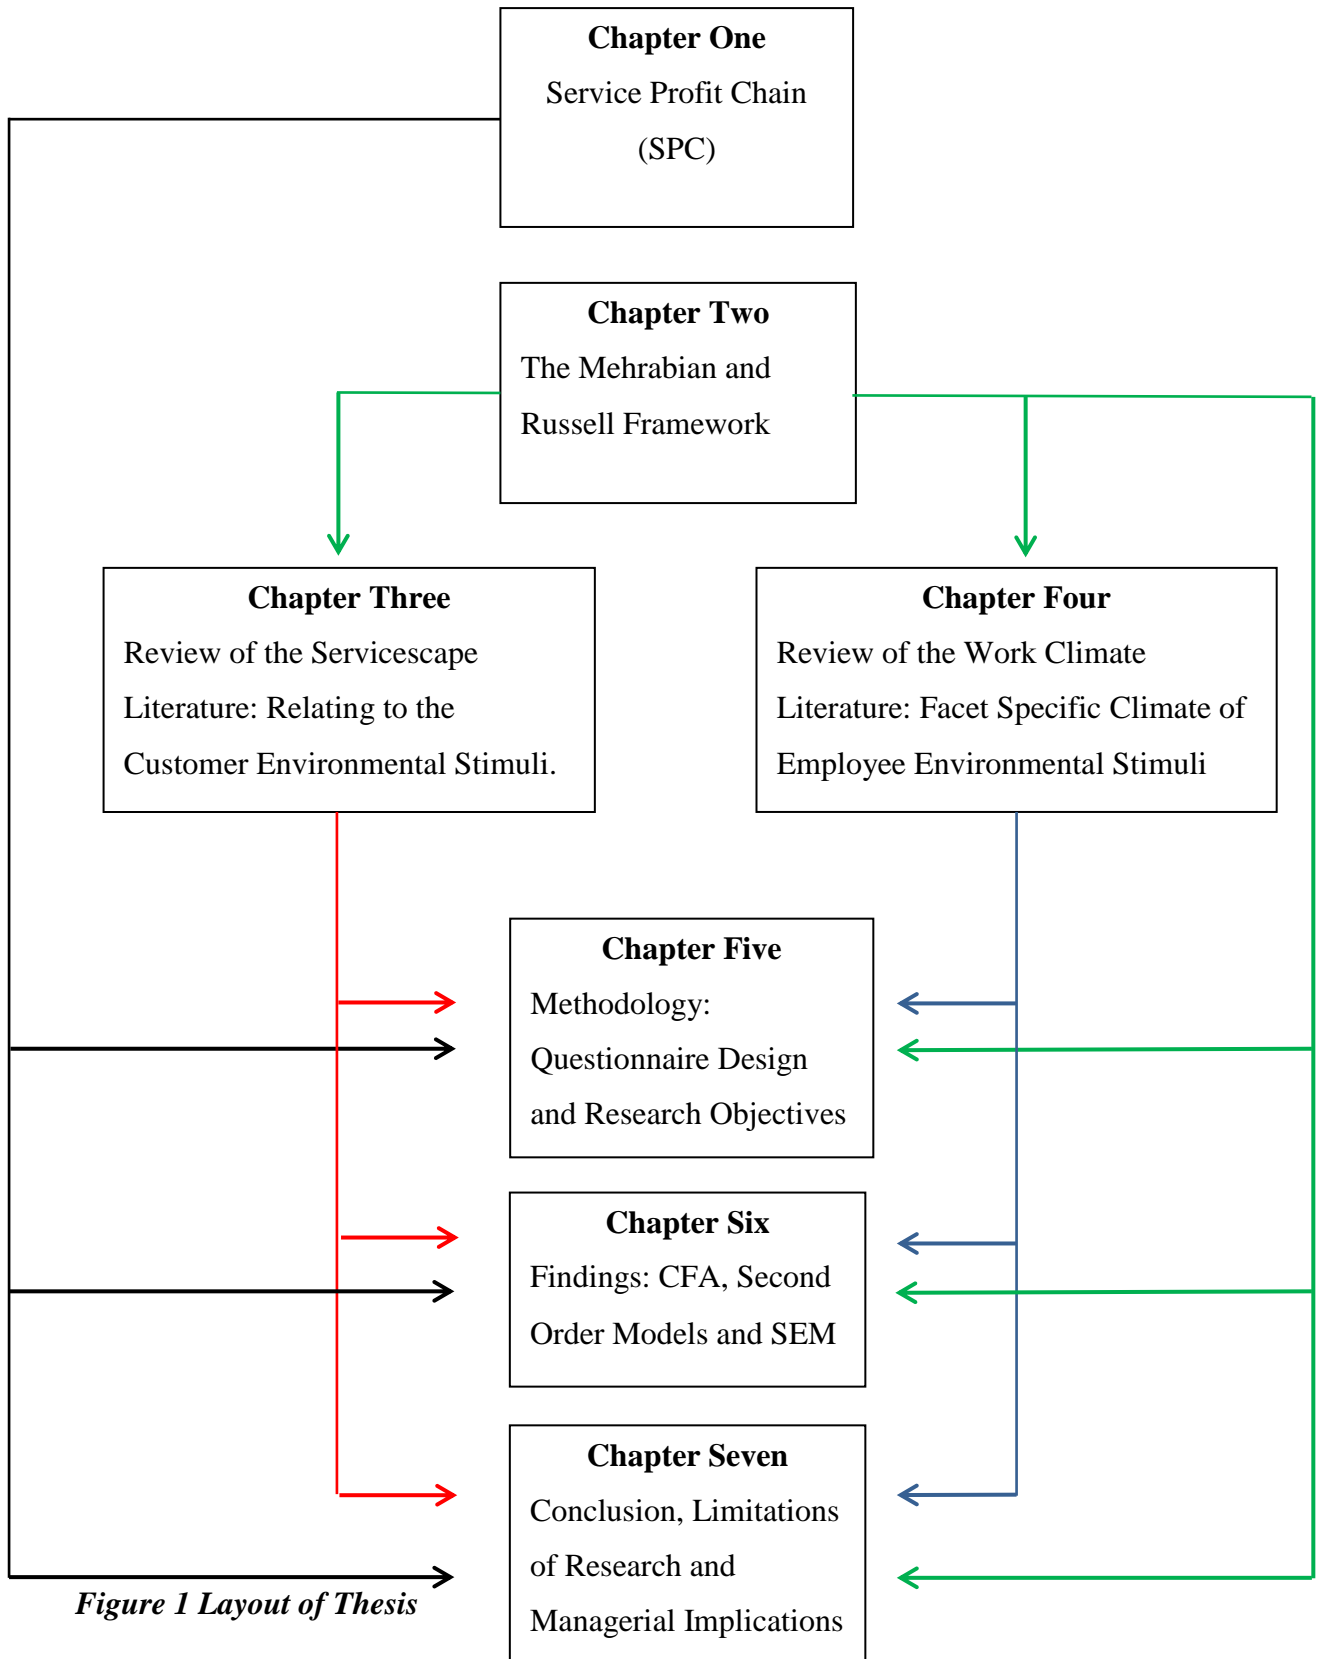 Chapter One
Service Profit Chain
(SPC)
Chapter Two
The Mehrabian and
Russell Framework
Chapter Three
Review of the Servicescape
Literature: Relating to the
Customer Environmental Stimuli.
Chapter Four
Review of the Work Climate
Literature: Facet Specific Climate of
Employee Environmental Stimuli
Chapter Five
Methodology:
Questionnaire Design
and Research Objectives
Chapter Six
Findings: CFA, Second
Order Models and SEM
Chapter Seven
Conclusion, Limitations
of Research and
Managerial Implications
Figure 1 Layout of Thesis